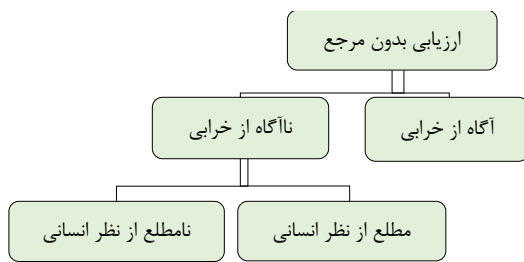 ارزیابی بدون مرجع
آگاه از خرابی
ناآگاه از خرابی
مطلع از نظر انسانی
نامطلع از نظر انسانی